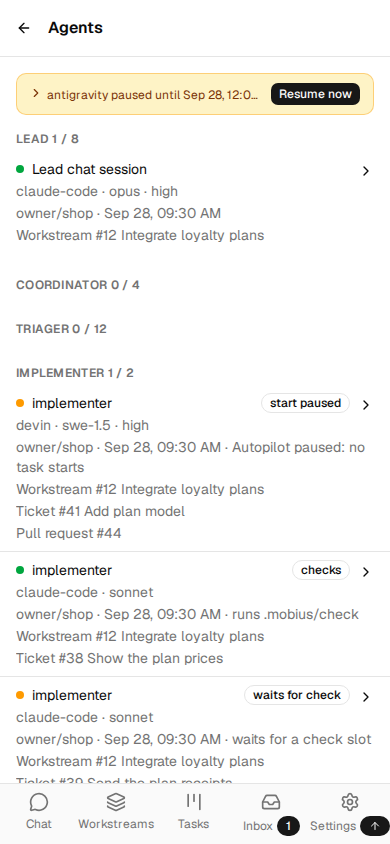 Agents
antigravity paused until Sep 28, 12:0...
Resume now
LEAD 1 / 8
Lead chat session
claude-code · opus · high
owner/shop · Sep 28, 09:30 AM
Workstream #12 Integrate loyalty plans
COORDINATOR 0 / 4
TRIAGER 0 / 12
IMPLEMENTER 1 / 2
implementer
start paused
devin · swe-1.5 · high
owner/shop · Sep 28, 09:30 AM · Autopilot paused: no
task starts
Workstream #12 Integrate loyalty plans
Ticket #41 Add plan model
Pull request #44
implementer
checks
claude-code · sonnet
owner/shop · Sep 28, 09:30 AM · runs .mobius/check
Workstream #12 Integrate loyalty plans
Ticket #38 Show the plan prices
implementer
waits for check
claude-code · sonnet
owner/shop · Sep 28, 09:30 AM · waits for a check slot
Workstream #12 Integrate loyalty plans
Ticket #39 Send the plan receipts
Chat
Workstreams
Tasks
Inbox 1
Settings